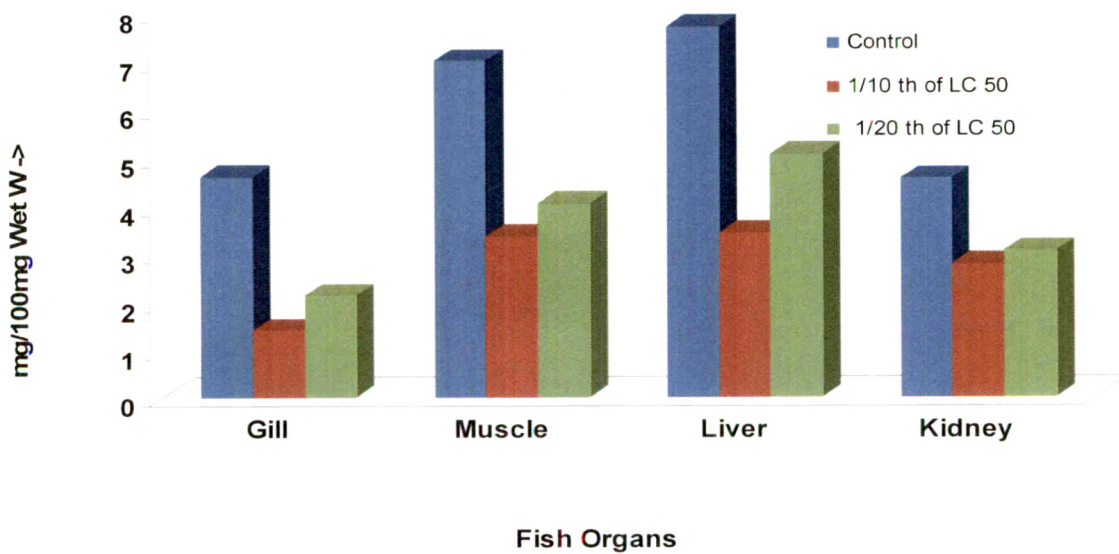 8
7
6
5
4
3
2
1
0
mg/100mg Wet W ->
Control
1/10 th of LC 50
1/20 th of LC 50
Gill Muscle Liver Kidney
Fish Organs